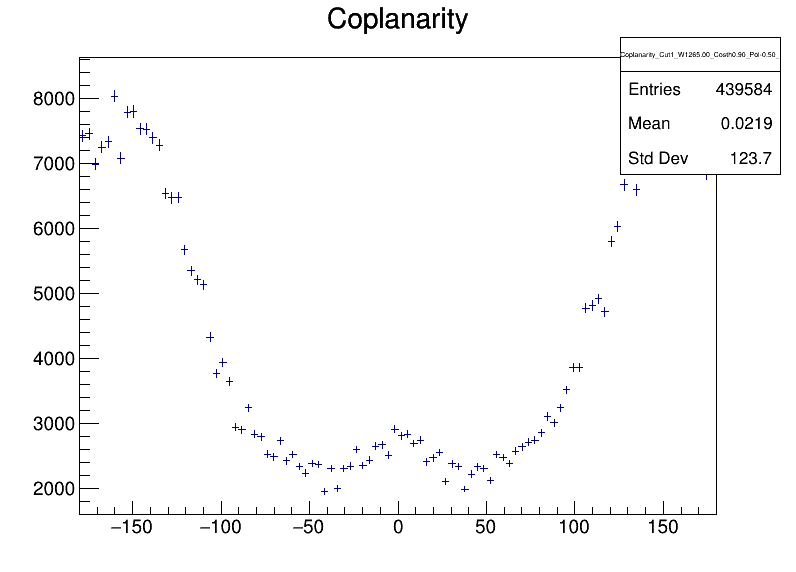 Coplanarity
Coplanarity_Cut1_W1265.00_Costh0.90_Pol-0.50_
Entries 439584
Mean 0.0219
Std Dev 123.7
8000
7000
6000
5000
4000
3000
2000
−150 −100 −50 0 50 100 150